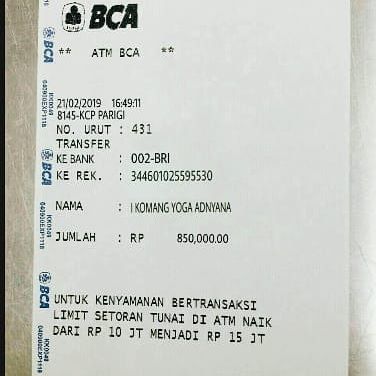 BCA
** ATM BCA **
21/02/2019 16:49:11
8145-KCP PARIGI
NO. URUT : 431
TRANSFER
KE BANK : 002-BRI
KE REK. : 344601025595530
NAMA : I KOMANG YOGA ADNYANA
JUMLAH : RP 850,000.00
UNTUK KENYAMANAN BERTRANSAKSI
LIMIT SETORAN TUNAI DI ATM NAIK
DARI RP 10 JT MENJADI RP 15 JT
BCA
BCA
BCA